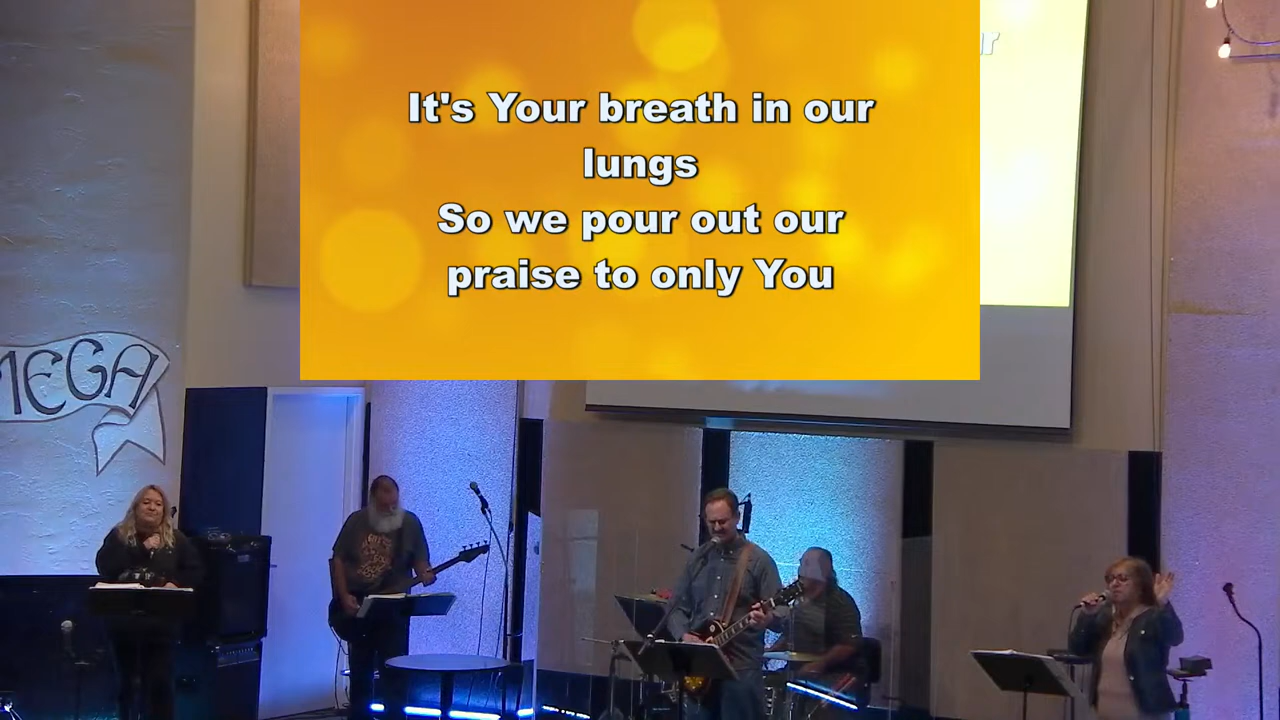 It's Your breath in our
lungs
So we pour out our
praise to only You
MEGA